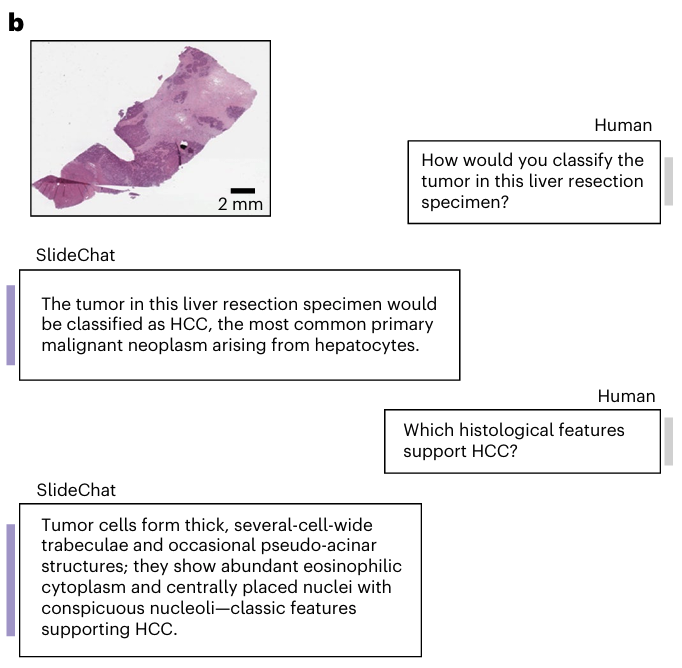 b
2 mm
Human
How would you classify the
tumor in this liver resection
specimen?
SlideChat
The tumor in this liver resection specimen would
be classified as HCC, the most common primary
malignant neoplasm arising from hepatocytes.
Human
Which histological features
support HCC?
SlideChat
Tumor cells form thick, several-cell-wide
trabeculae and occasional pseudo-acinar
structures; they show abundant eosinophilic
cytoplasm and centrally placed nuclei with
conspicuous nucleoli—classic features
supporting HCC.